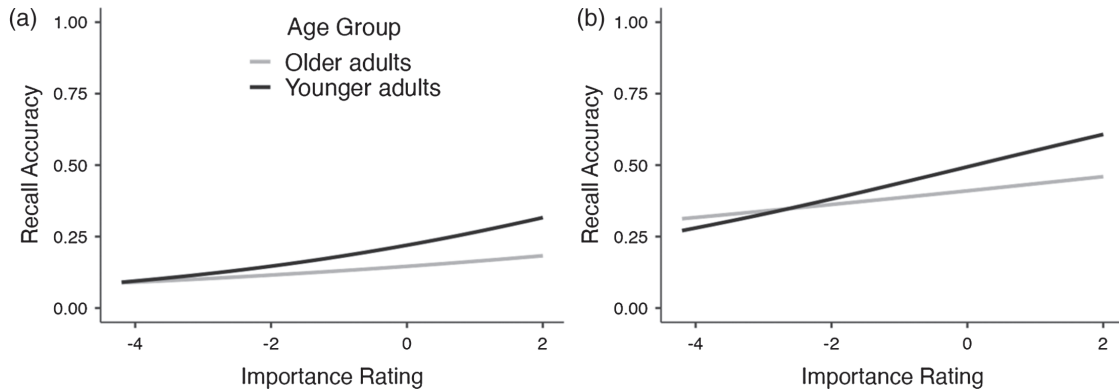 (a)
Recall Accuracy
1.00
0.75
0.50
0.25
0.00
Age Group
Older adults
Younger adults
-4 -2 0 2
Importance Rating
(b)
Recall Accuracy
1.00
0.75
0.50
0.25
0.00
-4 -2 0 2
Importance Rating